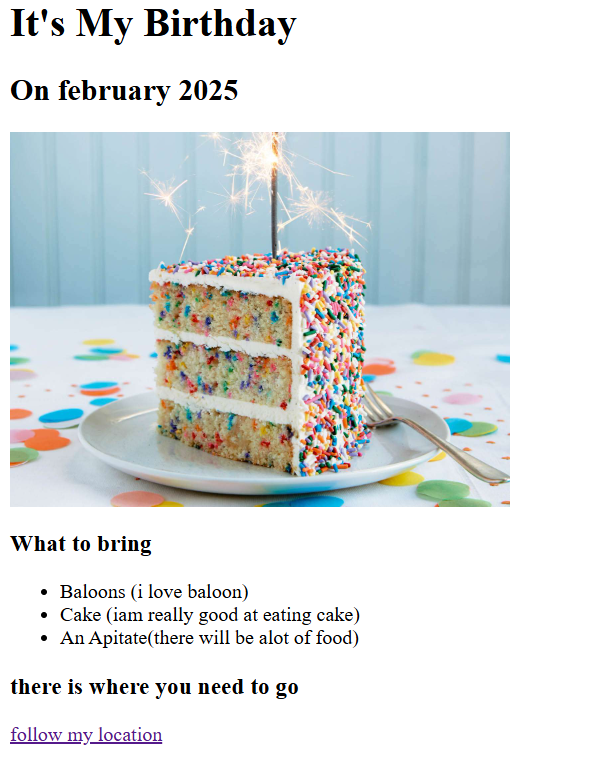 It's My Birthday
On february 2025
What to bring
Baloons (i love baloon)
Cake (iam really good at eating cake)
An Apitate(there will be alot of food)
there is where you need to go
follow my location